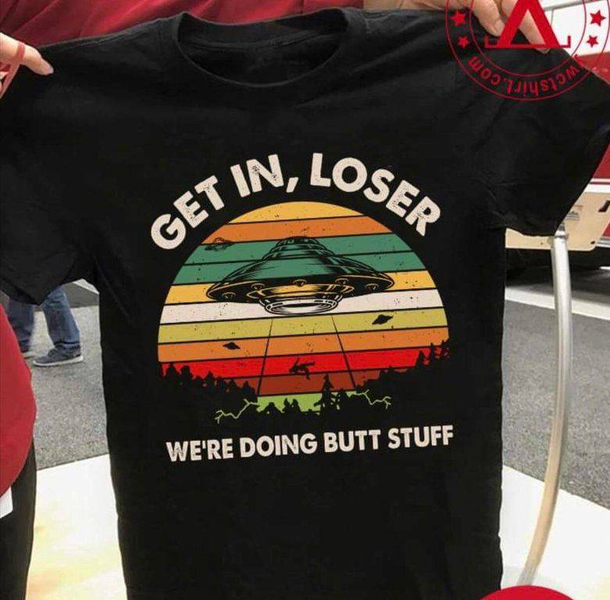 wctshirt.com
GET IN, LOSER
WE'RE DOING BUTT STUFF